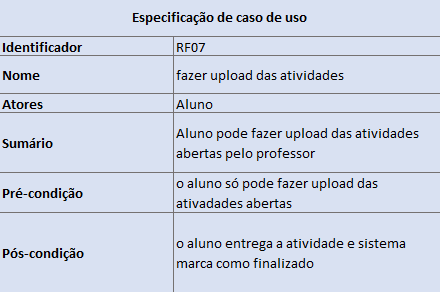 Especificação de caso de uso
Identificador RF07
Nome fazer upload das atividades
Atores Aluno
Sumário Aluno pode fazer upload das atividades
abertas pelo professor
Pré-condição o aluno só pode fazer upload das
ativadades abertas
Pós-condição o aluno entrega a atividade e sistema
marca como finalizado